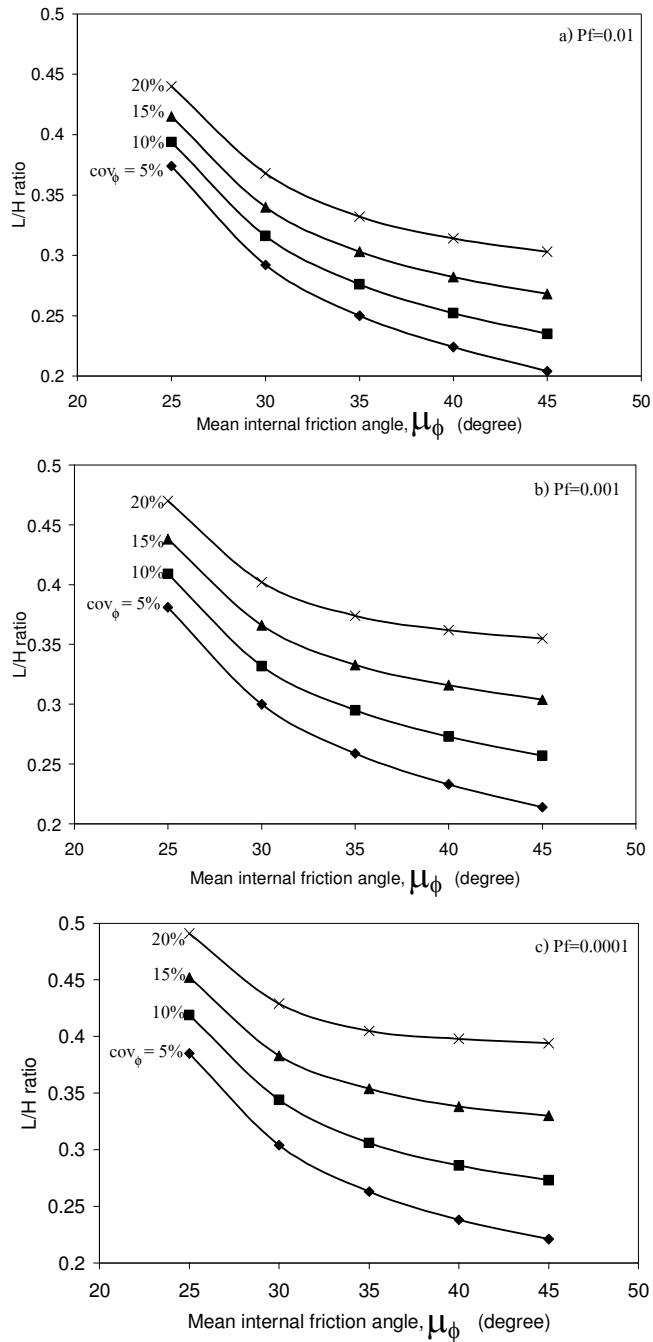 a) Pf=0.01
0.5
0.45
0.4
0.35
0.3
0.25
0.2
L/H ratio
20%
15%
10%
cov_ϕ = 5%
20 25 30 35 40 45 50
Mean internal friction angle, μ_ϕ (degree)
b) Pf=0.001
0.5
0.45
0.4
0.35
0.3
0.25
0.2
L/H ratio
20%
15%
10%
cov_ϕ = 5%
20 25 30 35 40 45 50
Mean internal friction angle, μ_ϕ (degree)
c) Pf=0.0001
0.5
0.45
0.4
0.35
0.3
0.25
0.2
L/H ratio
20%
15%
10%
cov_ϕ = 5%
20 25 30 35 40 45 50
Mean internal friction angle, μ_ϕ (degree)